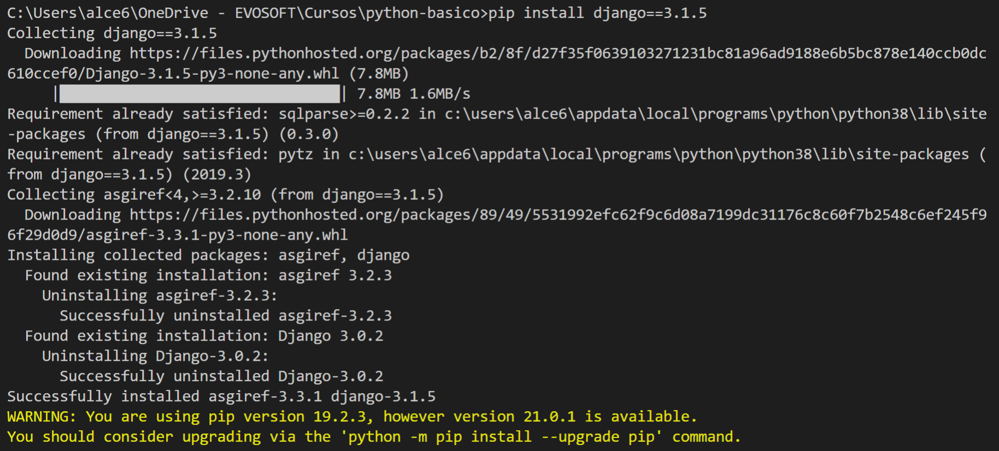 C:\Users\alce6\OneDrive - EVOSOFT\Cursos\python-basico>pip install django==3.1.5
Collecting django==3.1.5
  Downloading https://files.pythonhosted.org/packages/b2/8f/d27f35f0639103271231bc81a96ad9188e6b5bc878e140ccb0dc
610ccef0/Django-3.1.5-py3-none-any.whl (7.8MB)
     |████████████████████████████████| 7.8MB 1.6MB/s
Requirement already satisfied: sqlparse>=0.2.2 in c:\users\alce6\appdata\local\programs\python\python38\lib\site
-packages (from django==3.1.5) (0.3.0)
Requirement already satisfied: pytz in c:\users\alce6\appdata\local\programs\python\python38\lib\site-packages (
from django==3.1.5) (2019.3)
Collecting asgiref<4,>=3.2.10 (from django==3.1.5)
  Downloading https://files.pythonhosted.org/packages/89/49/5531992efc62f9c6d08a7199dc31176c8c60f7b2548c6ef245f9
6f29d0d9/asgiref-3.3.1-py3-none-any.whl
Installing collected packages: asgiref, django
  Found existing installation: asgiref 3.2.3
    Uninstalling asgiref-3.2.3:
      Successfully uninstalled asgiref-3.2.3
  Found existing installation: Django 3.0.2
    Uninstalling Django-3.0.2:
      Successfully uninstalled Django-3.0.2
Successfully installed asgiref-3.3.1 django-3.1.5
WARNING: You are using pip version 19.2.3, however version 21.0.1 is available.
You should consider upgrading via the 'python -m pip install --upgrade pip' command.